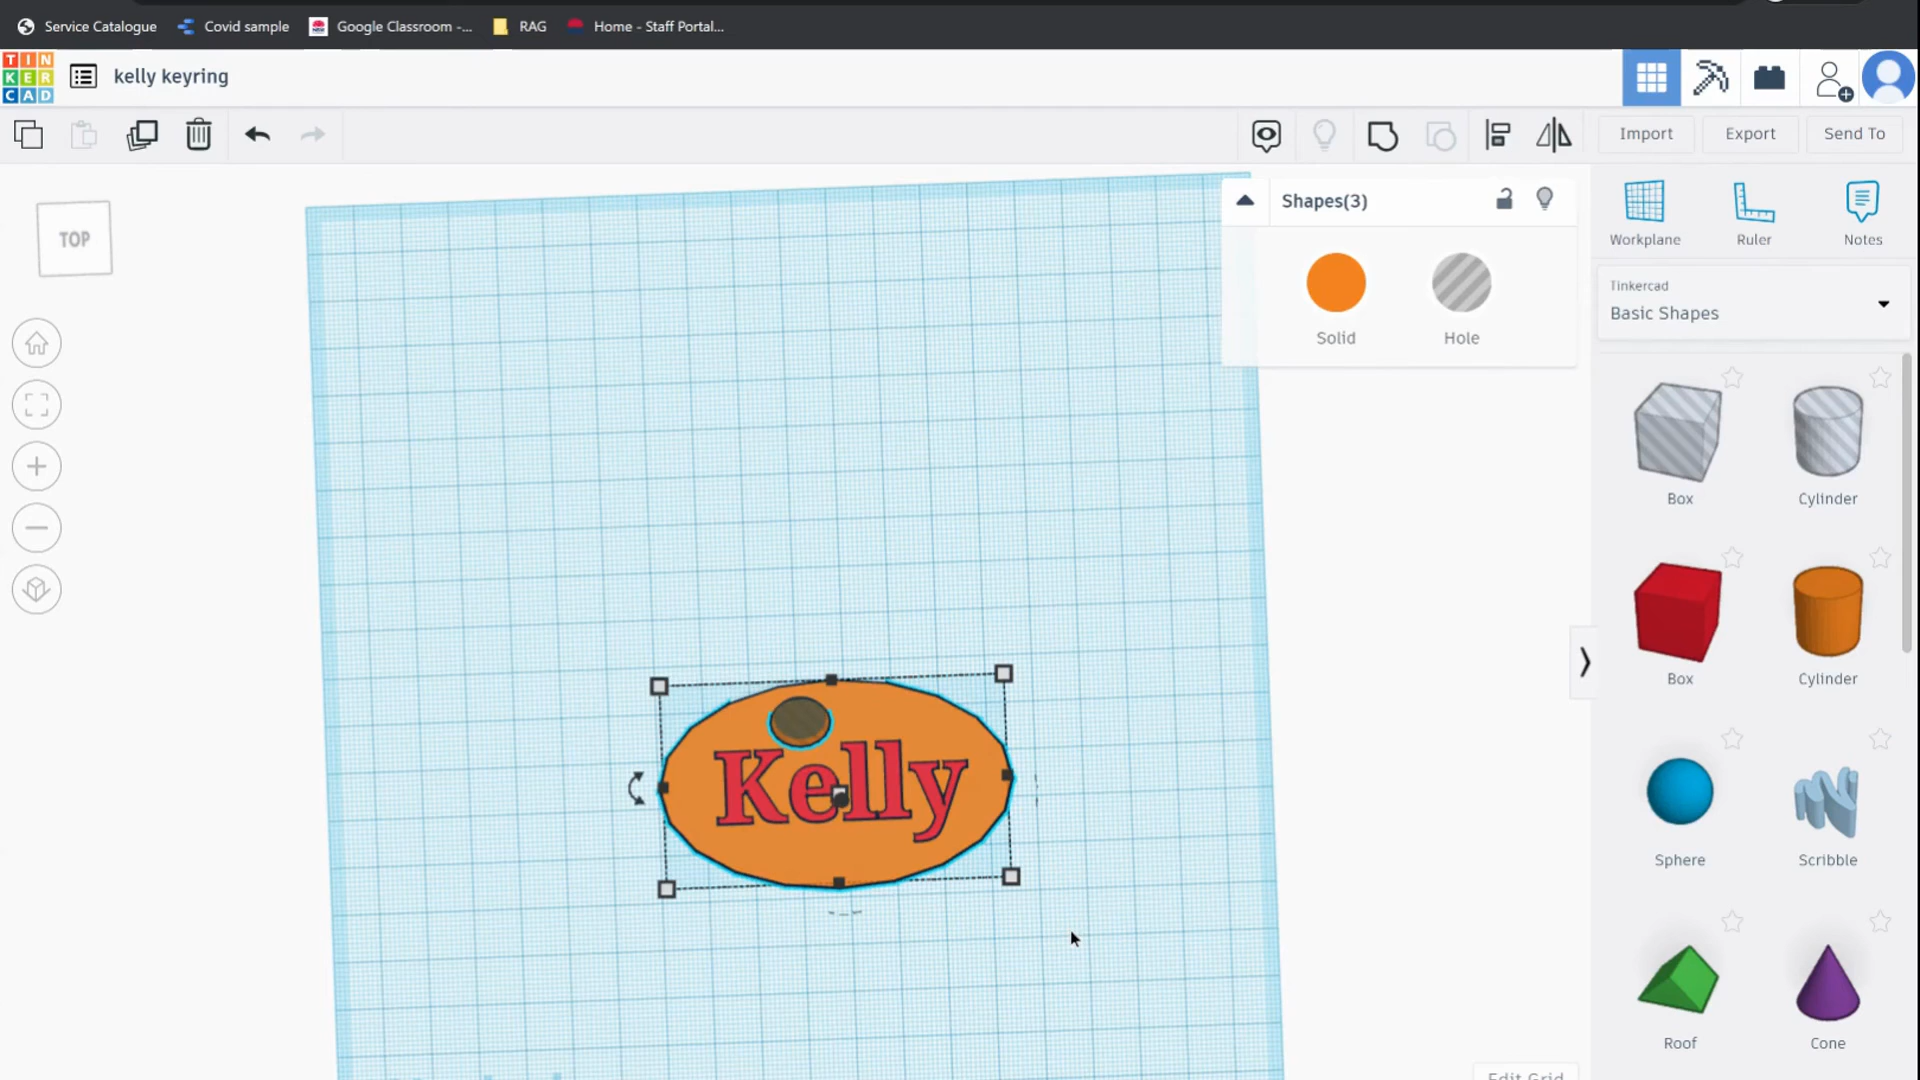 Service Catalogue
Covid sample
Google Classroom -...
RAG
Home - Staff Portal...
TIN
KER
CAD
kelly keyring
Import
Export
Send To
TOP
Shapes(3)
Solid
Hole
Workplane
Ruler
Notes
Tinkercad
Basic Shapes
Box
Cylinder
Box
Cylinder
Sphere
Scribble
Roof
Cone
Kelly
Edit Grid